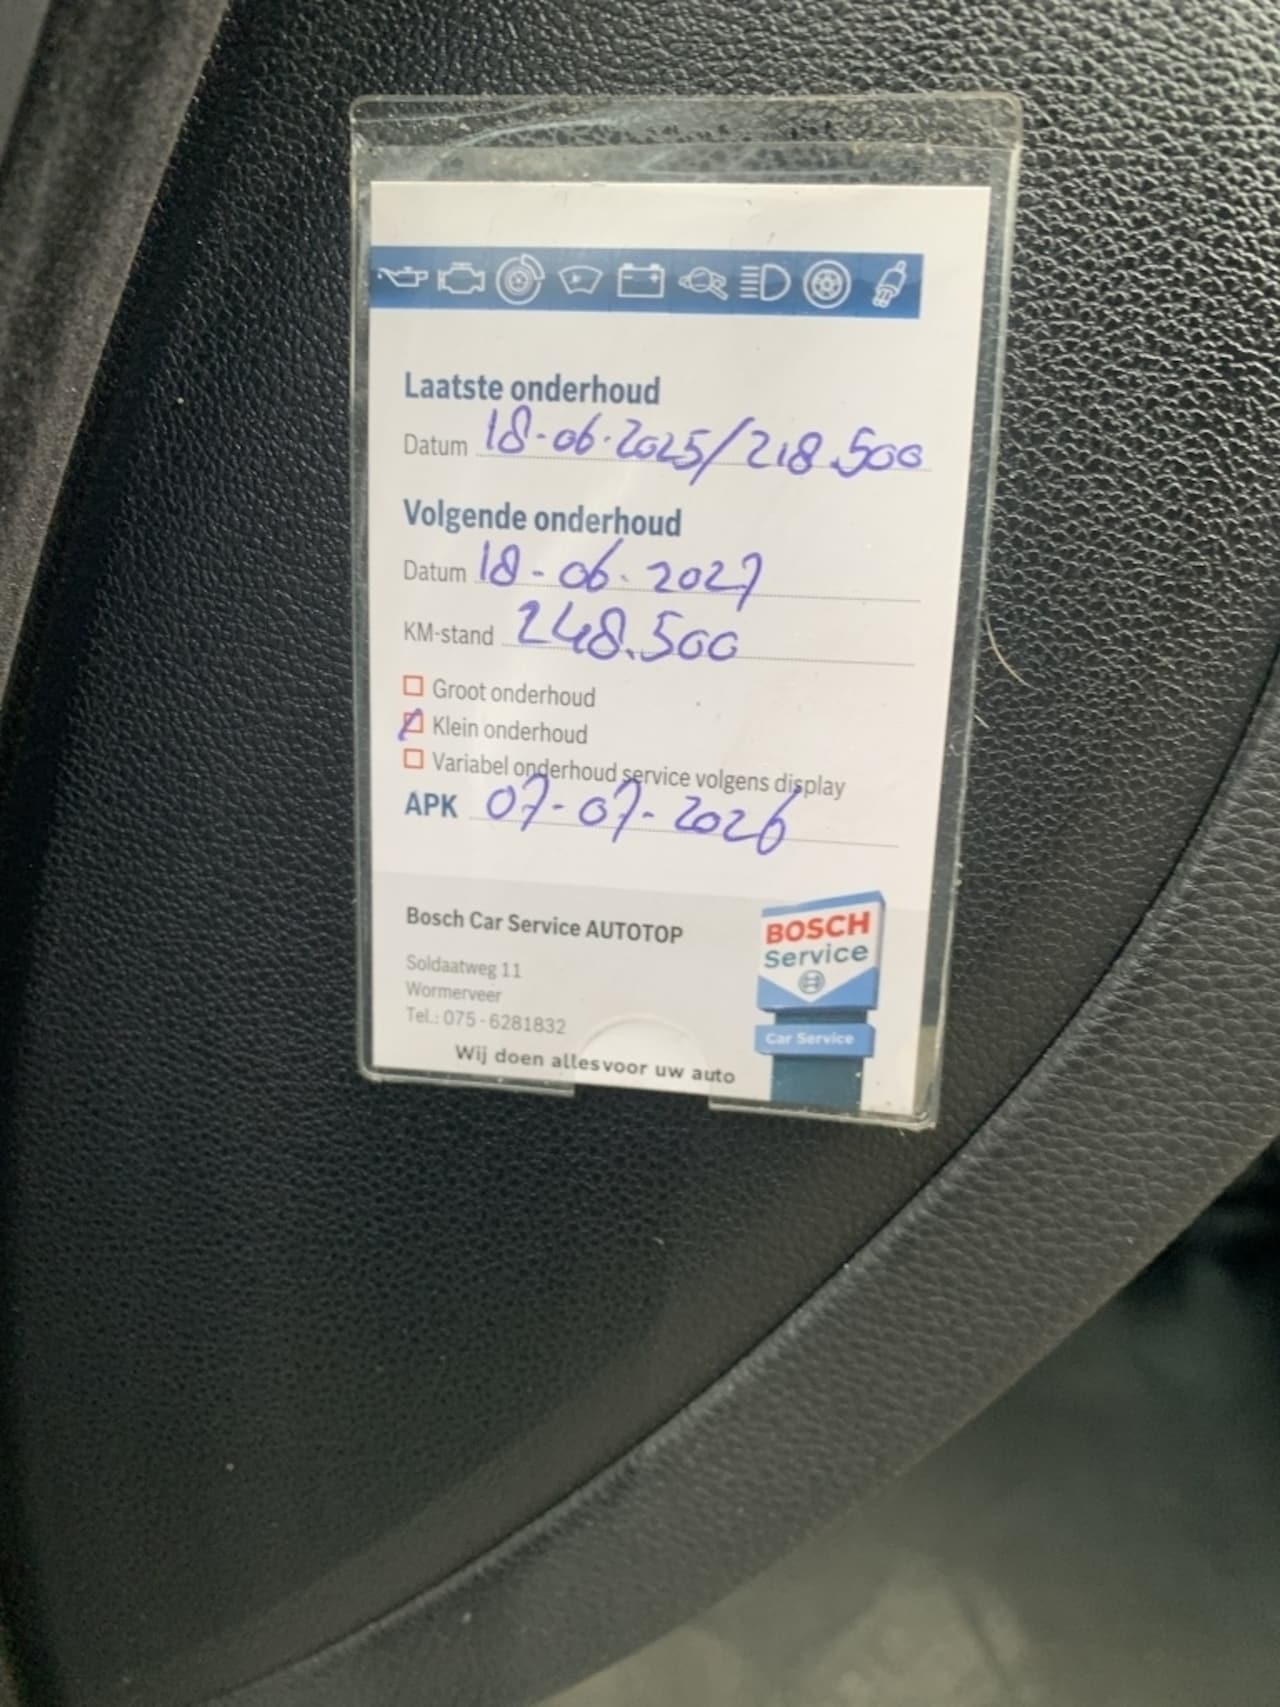 Laatste onderhoud
Datum 18-06-2025/218.500
Volgende onderhoud
Datum 18-06-2027
KM-stand 248.500
Groot onderhoud
Klein onderhoud
Variabel onderhoud service volgens display
APK 07-07-2026
Bosch Car Service AUTOTOP
Soldaatweg 11
Wormerveer
Tel.: 075 - 6281832
Wij doen alles voor uw auto
BOSCH
Service
Car Service